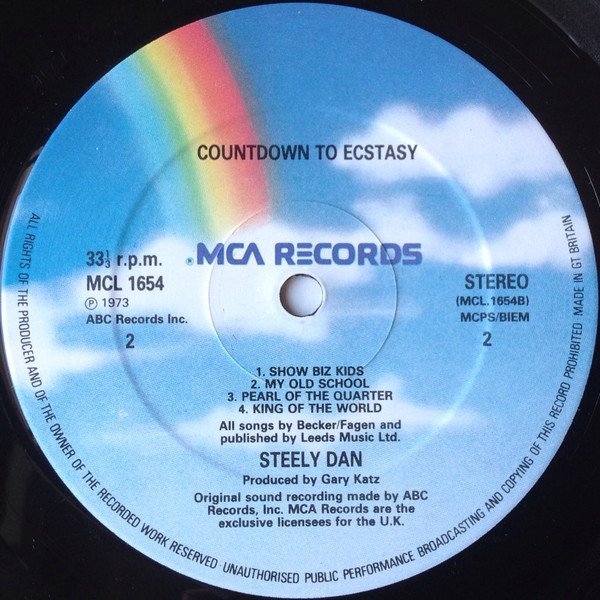 COUNTDOWN TO ECSTASY
® MCA RECORDS
33⅓ r.p.m.
MCL 1654
℗ 1973
ABC Records Inc.
2
STEREO
(MCL.1654B)
MCPS/BIEM
2
1. SHOW BIZ KIDS
2. MY OLD SCHOOL
3. PEARL OF THE QUARTER
4. KING OF THE WORLD
All songs by Becker/Fagen and
published by Leeds Music Ltd.
STEELY DAN
Produced by Gary Katz
Original sound recording made by ABC
Records, Inc. MCA Records are the
exclusive licensees for the U.K.
ALL RIGHTS OF THE PRODUCER AND OF THE OWNER OF THE RECORDED WORK RESERVED · UNAUTHORISED PUBLIC PERFORMANCE BROADCASTING AND COPYING OF THIS RECORD PROHIBITED MADE IN GT BRITAIN